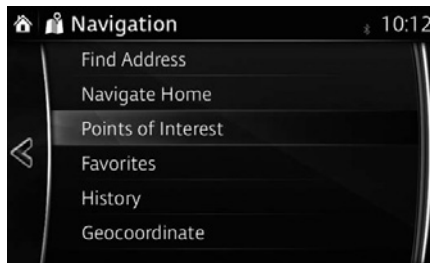 Navigation 10:12
Find Address
Navigate Home
Points of Interest
Favorites
History
Geocoordinate